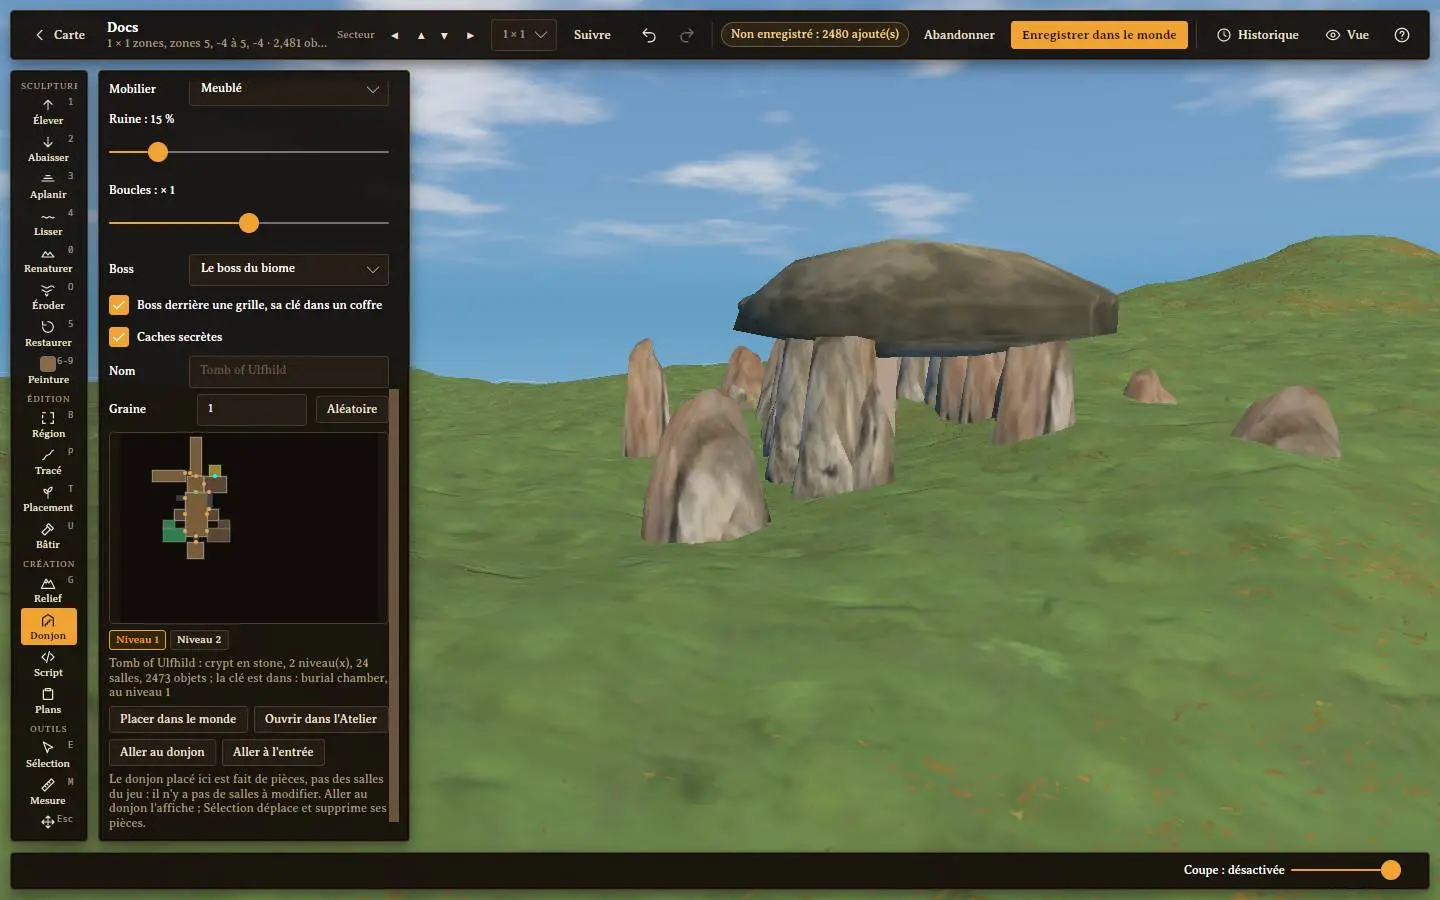 Carte
Docs
1 × 1 zones, zones 5, -4 à 5, -4 · 2,481 ob...
Secteur
1 × 1
Suivre
Non enregistré : 2480 ajouté(s)
Abandonner
Enregistrer dans le monde
Historique
Vue
SCULPTURE
1
Élever
2
Abaisser
3
Aplanir
4
Lisser
0
Renaturer
O
Éroder
5
Restaurer
6-9
Peinture
ÉDITION
B
Région
P
Tracé
T
Placement
U
Bâtir
CRÉATION
G
Relief
Donjon
Script
Plans
OUTILS
E
Sélection
M
Mesure
Esc
Mobilier
Meublé
Ruine : 15 %
Boucles : × 1
Boss
Le boss du biome
Boss derrière une grille, sa clé dans un coffre
Caches secrètes
Nom
Tomb of Ulfhild
Graine
1
Aléatoire
Niveau 1
Niveau 2
Tomb of Ulfhild : crypt en stone, 2 niveau(x), 24
salles, 2473 objets ; la clé est dans : burial chamber,
au niveau 1
Placer dans le monde
Ouvrir dans l'Atelier
Aller au donjon
Aller à l'entrée
Le donjon placé ici est fait de pièces, pas des salles
du jeu : il n'y a pas de salles à modifier. Aller au
donjon l'affiche ; Sélection déplace et supprime ses
pièces.
Coupe : désactivée